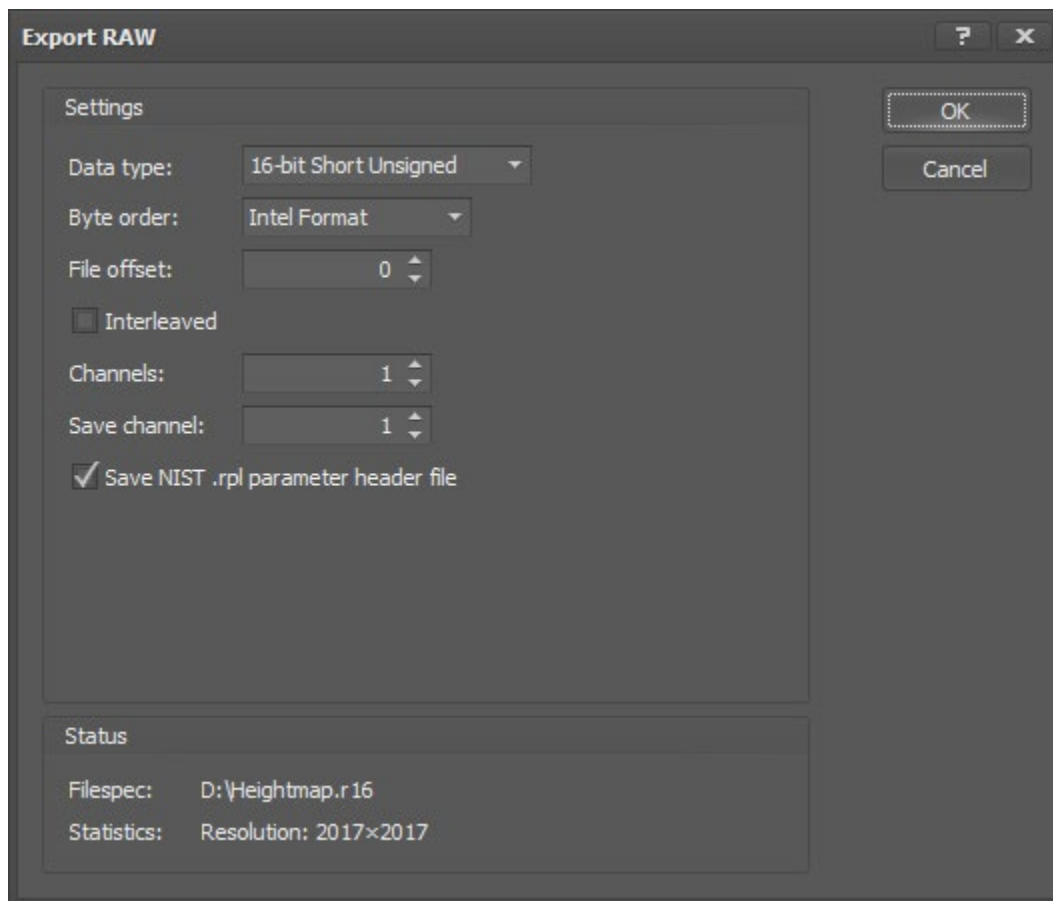 Export RAW
?
x
Settings
OK
Data type: 16-bit Short Unsigned
Cancel
Byte order: Intel Format
File offset: 0
Interleaved
Channels: 1
Save channel: 1
Save NIST .rpl parameter header file
Status
Filespec: D:\Heightmap.r16
Statistics: Resolution: 2017×2017